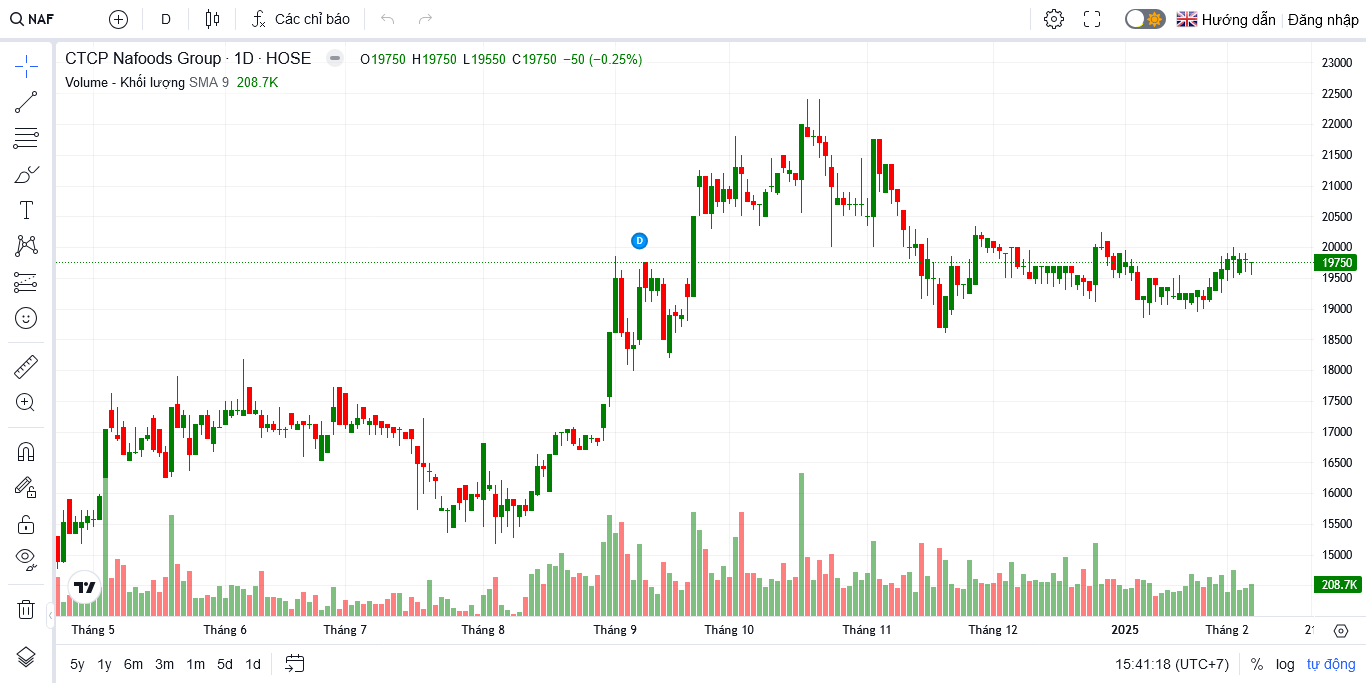 NAF D Các chỉ báo Hướng dẫn Đăng nhập
CTCP Nafoods Group · 1D · HOSE O19750 H19750 L19550 C19750 −50 (−0.25%)
Volume - Khối lượng SMA 9 208.7K
23000
22500
22000
21500
21000
20500
D
20000
19750
19500
19000
18500
18000
17500
17000
16500
16000
15500
15000
208.7K
Tháng 5 Tháng 6 Tháng 7 Tháng 8 Tháng 9 Tháng 10 Tháng 11 Tháng 12 2025 Tháng 2 21
5y 1y 6m 3m 1m 5d 1d 15:41:18 (UTC+7) % log tự động